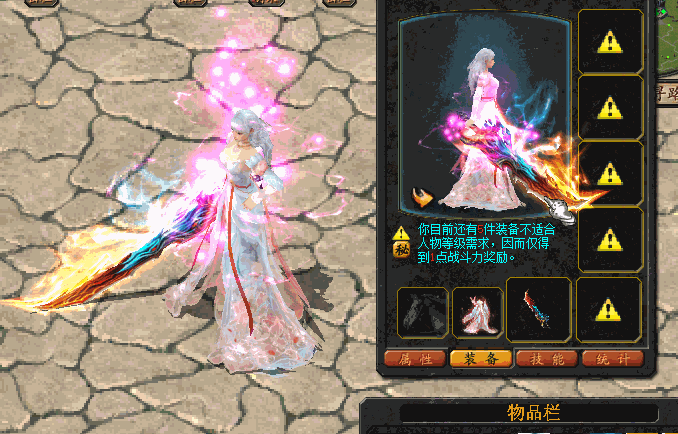 你目前还有5件装备不适合
人物等级需求，因而仅得
到1点战斗力奖励。
属性
装备
技能
统计
物品栏